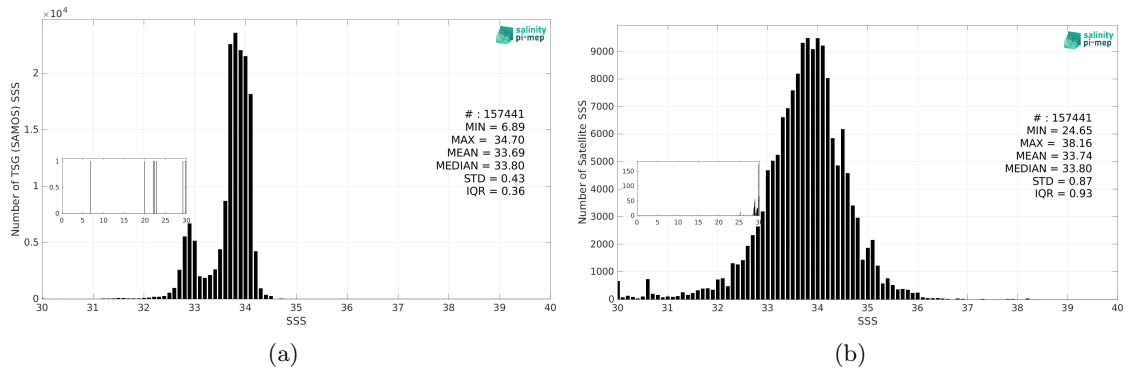 ×10⁴
salinity
pi-mep
Number of TSG (SAMOS) SSS
2
1.5
1
0.5
0
# : 157441
MIN = 6.89
MAX = 34.70
MEAN = 33.69
MEDIAN = 33.80
STD = 0.43
IQR = 0.36
1
0.5
0
0 5 10 15 20 25 30
30 31 32 33 34 35 36 37 38 39 40
SSS
(a)
salinity
pi-mep
Number of Satellite SSS
9000
8000
7000
6000
5000
4000
3000
2000
1000
0
# : 157441
MIN = 24.65
MAX = 38.16
MEAN = 33.74
MEDIAN = 33.80
STD = 0.87
IQR = 0.93
150
100
50
0
0 5 10 15 20 25 30
30 31 32 33 34 35 36 37 38 39 40
SSS
(b)